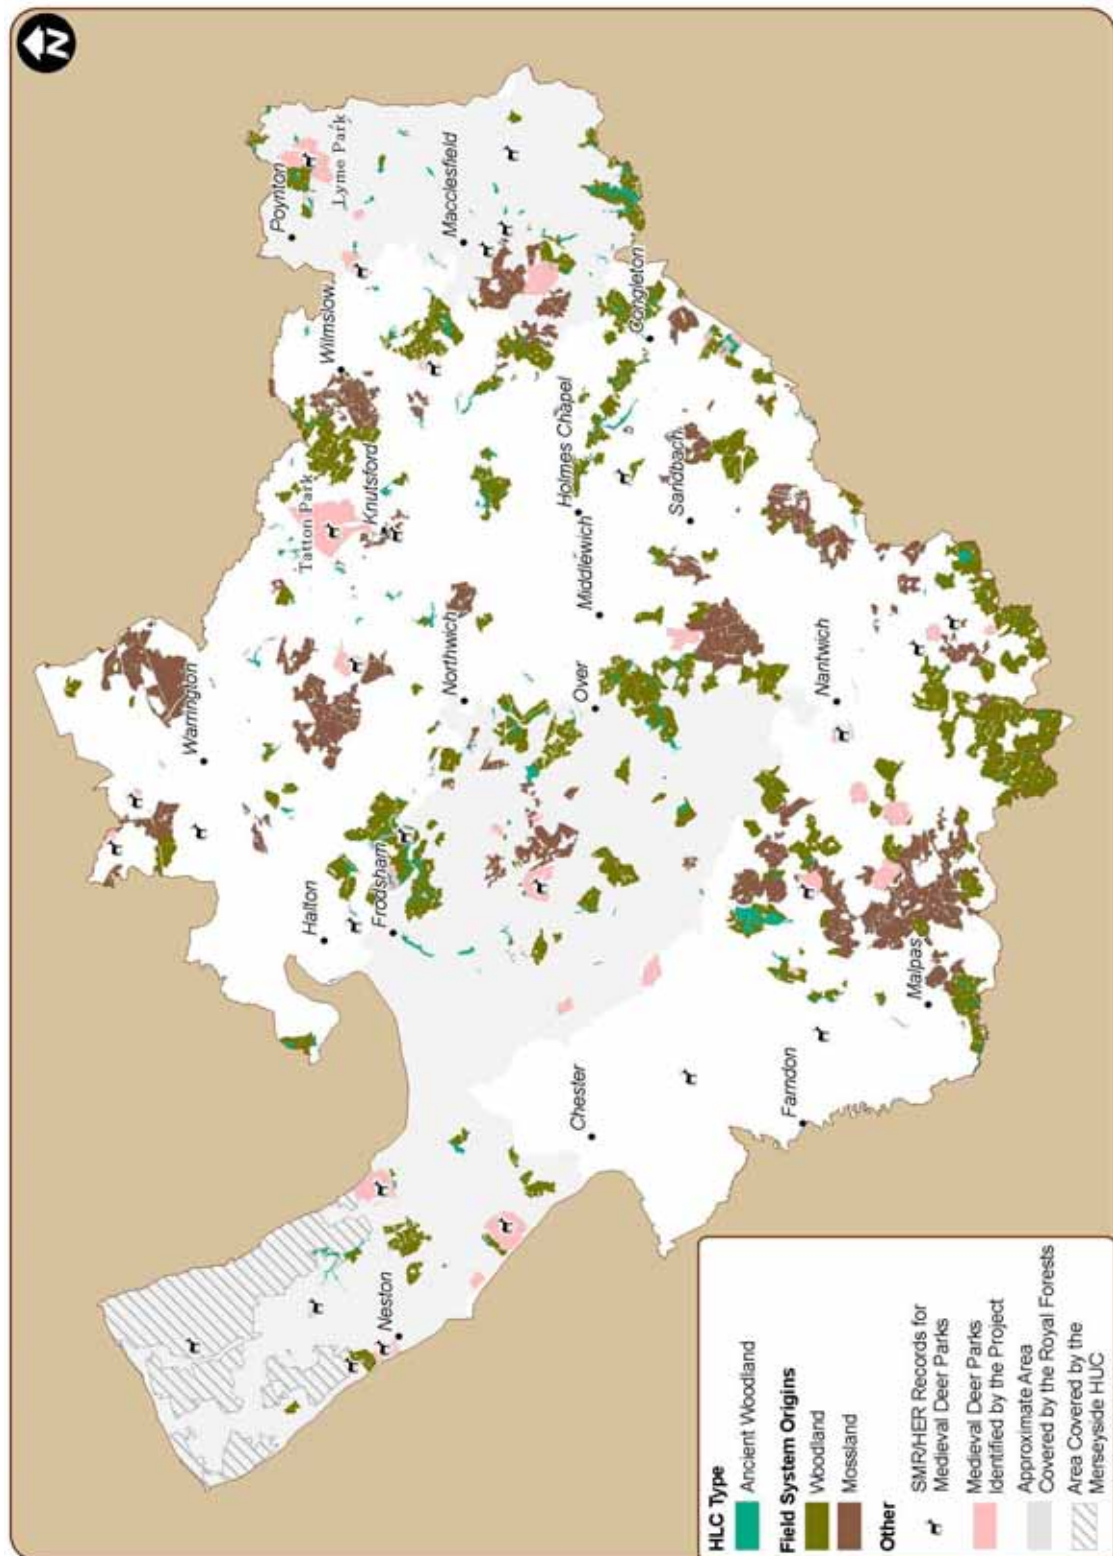 N
Warrington
Poynton
Tatton Park
Halton
Wilmslow
Lyme Park
Knutsford
Frodsham
Neston
Macclesfield
Northwich
Holmes Chapel
Chester
Over
Middlewich
Congleton
Sandbach
Farndon
Nantwich
Malpas
HLC Type
Ancient Woodland
Field System Origins
Woodland
Mossland
Other
SMR/HER Records for
Medieval Deer Parks
Medieval Deer Parks
Identified by the Project
Approximate Area
Covered by the Royal Forests
Area Covered by the
Merseyside HUC